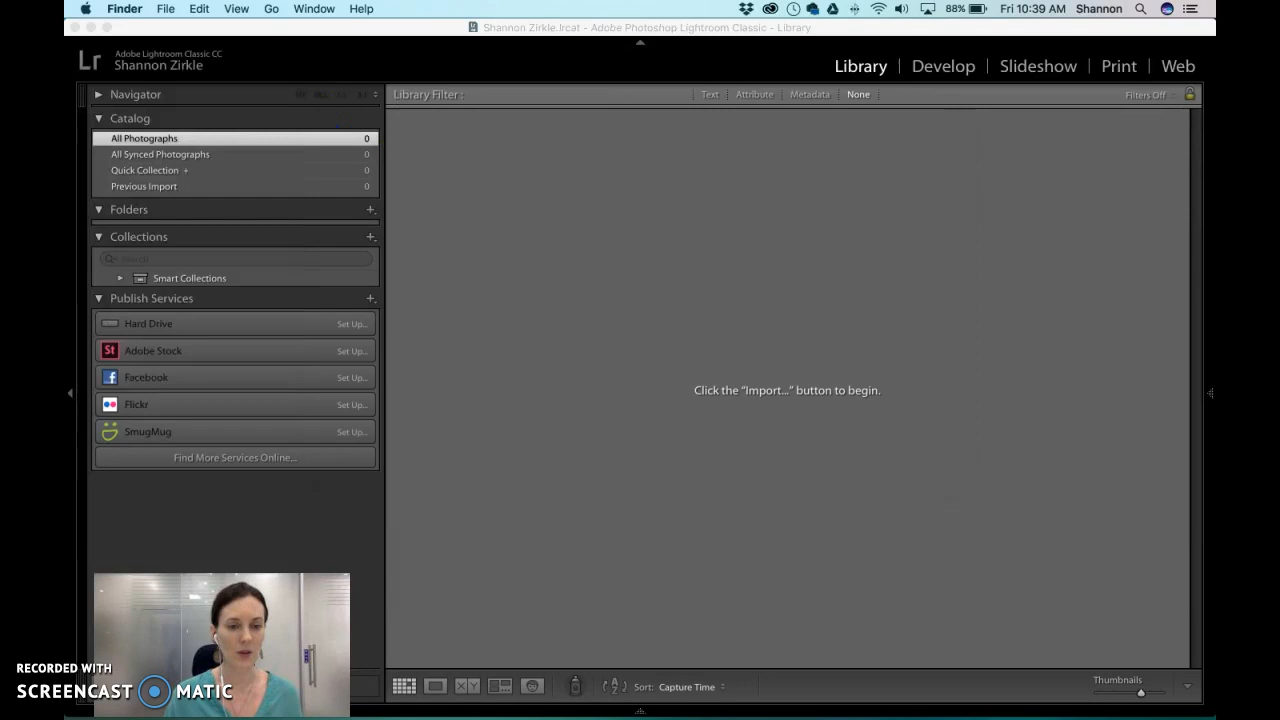 Finder File Edit View Go Window Help 88% Fri 10:39 AM Shannon
Shannon Zirkle.lrcat - Adobe Photoshop Lightroom Classic - Library
Lr Adobe Lightroom Classic CC
Shannon Zirkle
Library | Develop | Slideshow | Print | Web
Navigator
Library Filter: Text Attribute Metadata None Filters Off
Catalog
All Photographs 0
All Synced Photographs 0
Quick Collection + 0
Previous Import 0
Folders +
Collections +
Search
Smart Collections
Publish Services +
Hard Drive Set Up...
St Adobe Stock Set Up...
f Facebook Set Up...
Flickr Set Up...
SmugMug Set Up...
Find More Services Online...
Click the “Import...” button to begin.
XY Sort: Capture Time
Thumbnails
RECORDED WITH
SCREENCAST MATIC